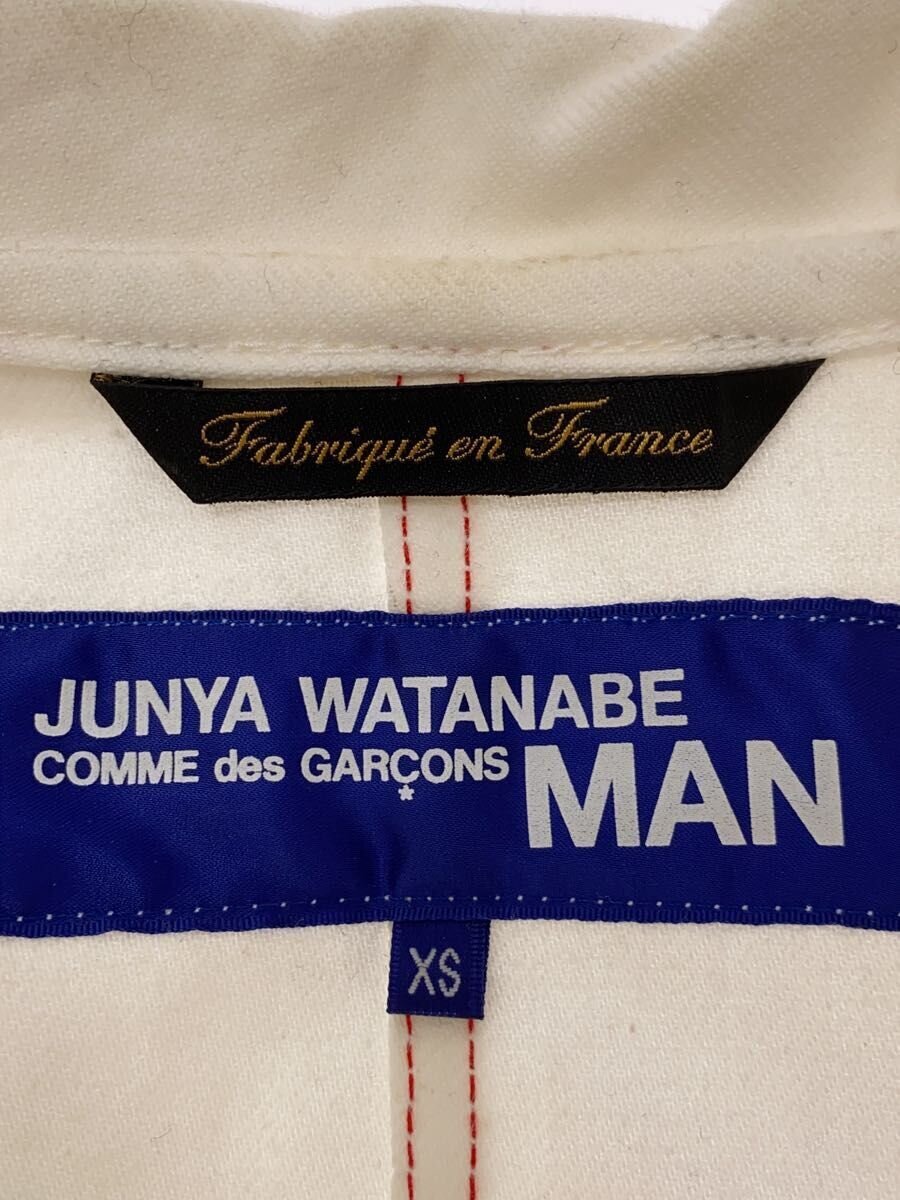 Fabriqué en France
JUNYA WATANABE
COMME des GARÇONS MAN
*
XS